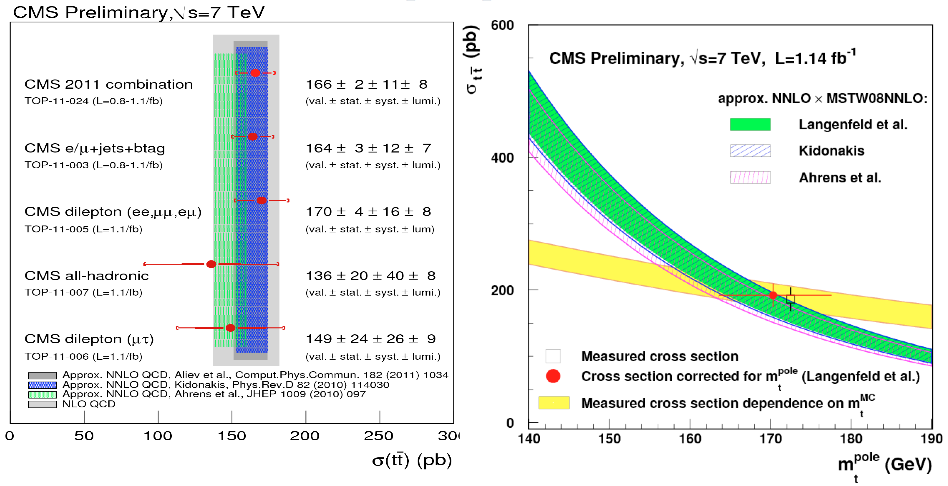 CMS Preliminary,√s=7 TeV
CMS 2011 combination
TOP-11-024 (L=0.8-1.1/fb)
166 ± 2 ± 11 ± 8
(val. ± stat. ± syst. ± lumi.)
CMS e/μ+jets+btag
TOP-11-003 (L=0.8-1.1/fb)
164 ± 3 ± 12 ± 7
(val. ± stat. ± syst. ± lumi.)
CMS dilepton (ee,μμ,eμ)
TOP-11-005 (L=1.1/fb)
170 ± 4 ± 16 ± 8
(val. ± stat. ± syst. ± lum)
CMS all-hadronic
TOP-11-007 (L=1.1/fb)
136 ± 20 ± 40 ± 8
(val. ± stat. ± syst. ± lumi.)
CMS dilepton (μτ)
TOP-11-006 (L=1.1/fb)
149 ± 24 ± 26 ± 9
(val. ± stat. ± syst. ± lumi.)
Approx. NNLO QCD, Aliev et al., Comput.Phys.Commun. 182 (2011) 1034
Approx. NNLO QCD, Kidonakis, Phys.Rev.D 82 (2010) 114030
Approx. NNLO QCD, Ahrens et al., JHEP 1009 (2010) 097
NLO QCD
0 50 100 150 200 250 300
σ(tt̄) (pb)
σtt̄ (pb)
600
400
200
0
CMS Preliminary, √s=7 TeV, L=1.14 fb⁻¹
approx. NNLO × MSTW08NNLO:
Langenfeld et al.
Kidonakis
Ahrens et al.
Measured cross section
Cross section corrected for m_t^pole (Langenfeld et al.)
Measured cross section dependence on m_t^MC
140 150 160 170 180 190
m_t^pole (GeV)